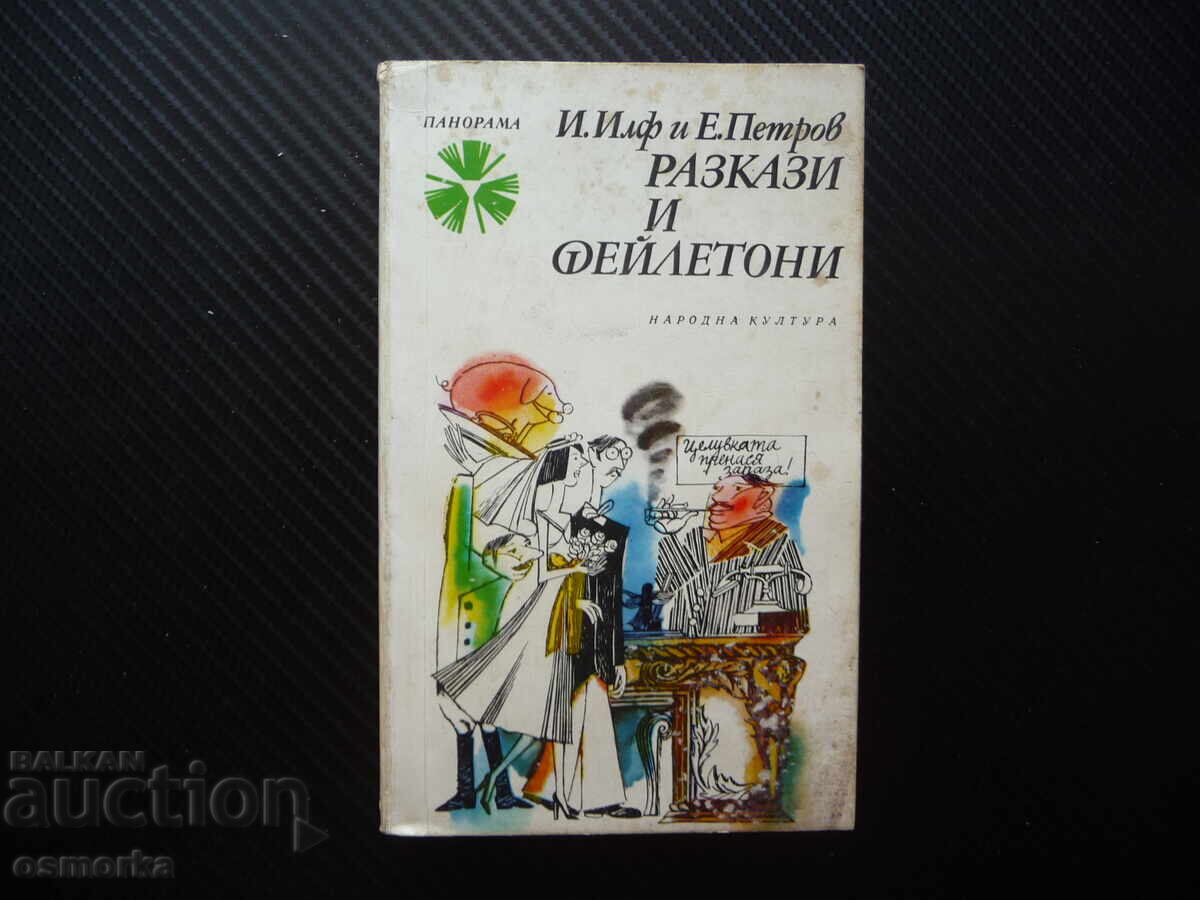 ПАНОРАМА
И. Илф и Е. Петров
РАЗКАЗИ
И
ФЕЙЛЕТОНИ
НАРОДНА КУЛТУРА
Целувката
пренася
зараза!
BALKAN
auction
osmorka